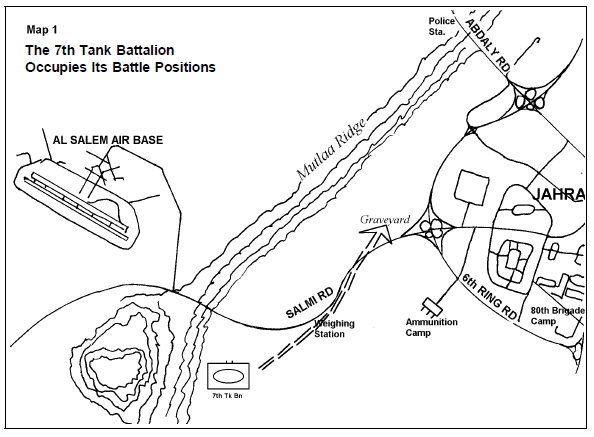 Map 1
The 7th Tank Battalion
Occupies Its Battle Positions
Police
Sta.
ABDALY RD
AL SALEM AIR BASE
Mutlaa Ridge
JAHRA
Graveyard
SALMI RD
6th RING RD
Weighing
Station
Ammunition
Camp
80th Brigade
Camp
7th Tk Bn